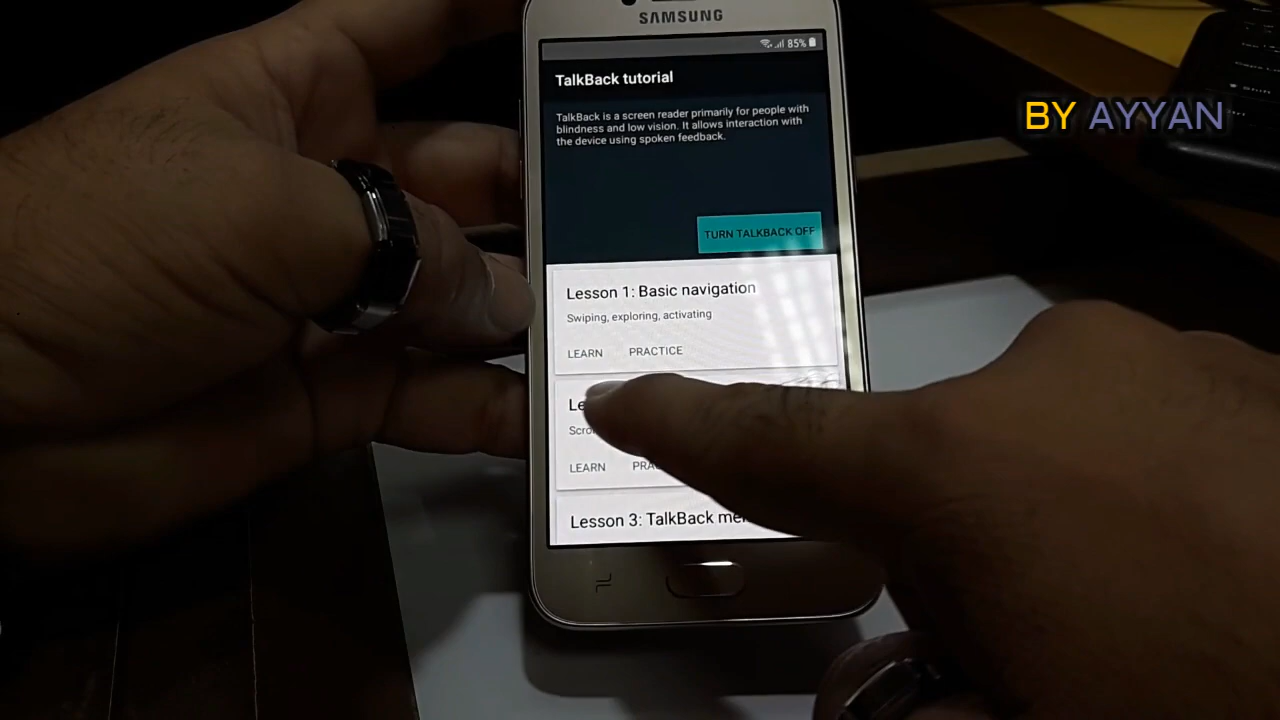 SAMSUNG
85%
TalkBack tutorial
TalkBack is a screen reader primarily for people with
blindness and low vision. It allows interaction with
the device using spoken feedback.
TURN TALKBACK OFF
Lesson 1: Basic navigation
Swiping, exploring, activating
LEARN PRACTICE
LEARN
Lesson 3: TalkBack
BY AYYAN